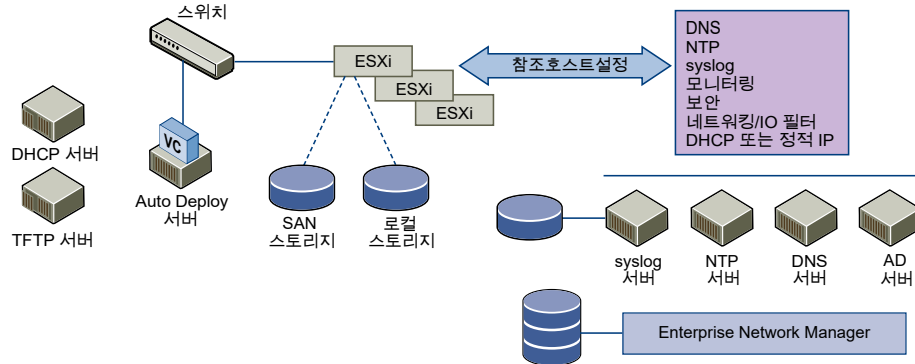 스위치
ESXi
ESXi
ESXi
참조호스트설정
DNS
NTP
syslog
모니터링
보안
네트워킹/IO 필터
DHCP 또는 정적 IP
DHCP 서버
TFTP 서버
VC
Auto Deploy
서버
SAN
스토리지
로컬
스토리지
syslog
서버
NTP
서버
DNS
서버
AD
서버
Enterprise Network Manager